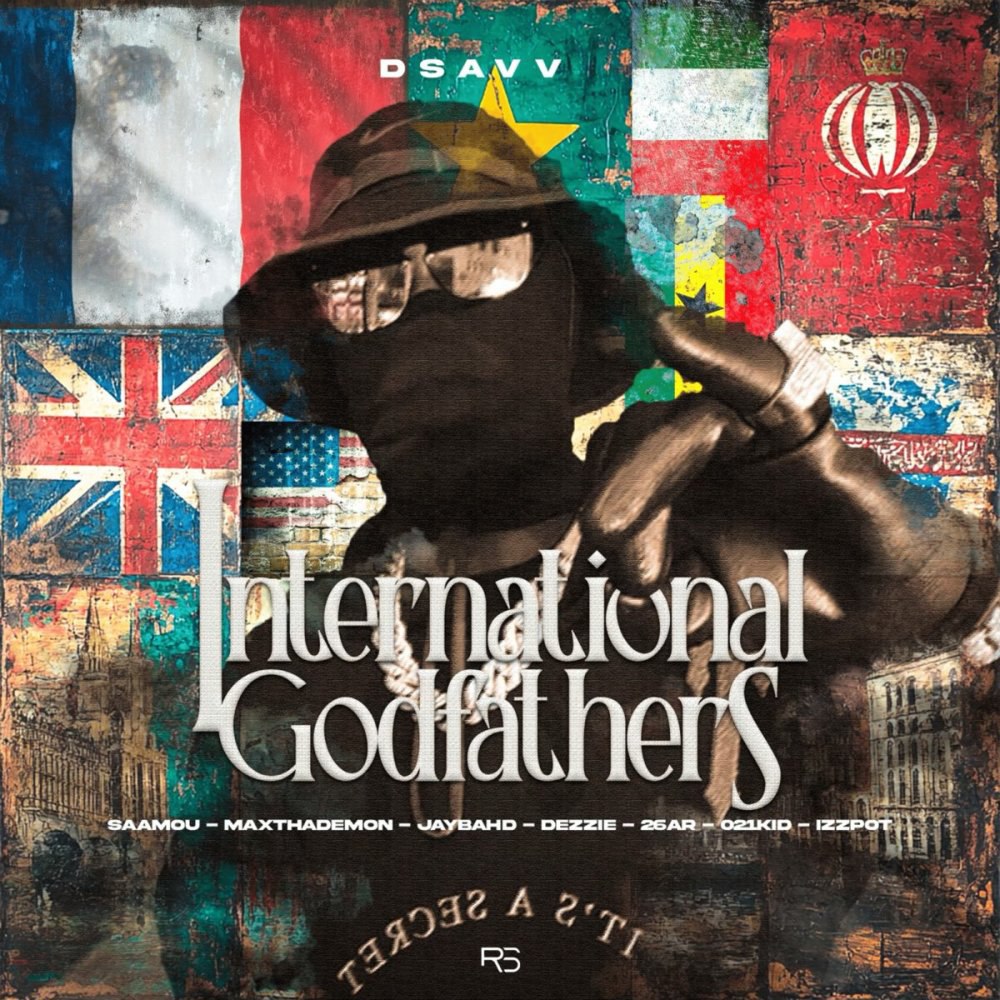 DSAVV
International
Godfathers
SAAMOU – MAXTHADEMON – JAYBAHD – DEZZIE – 26AR – 021KID – IZZPOT
IT'S A SECRET
RS